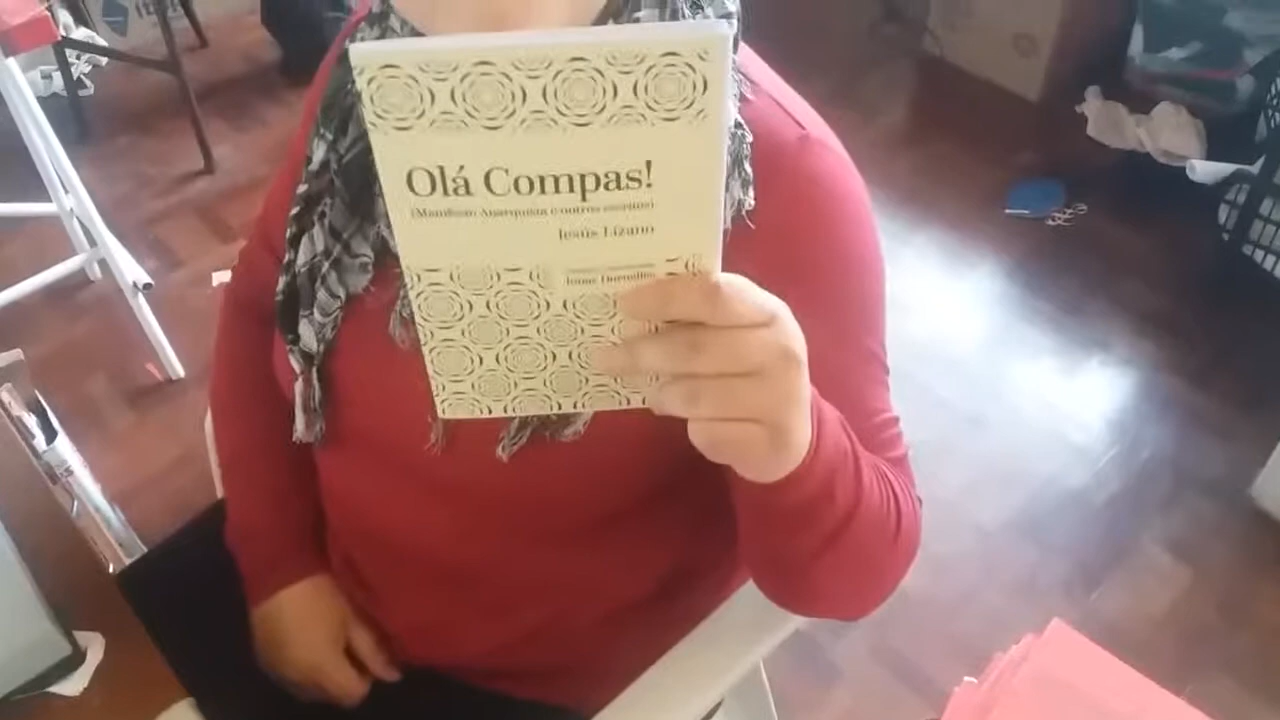 Olá Compas!
(Manifesto Anarquista e outros escritos)
Jesús Lizano